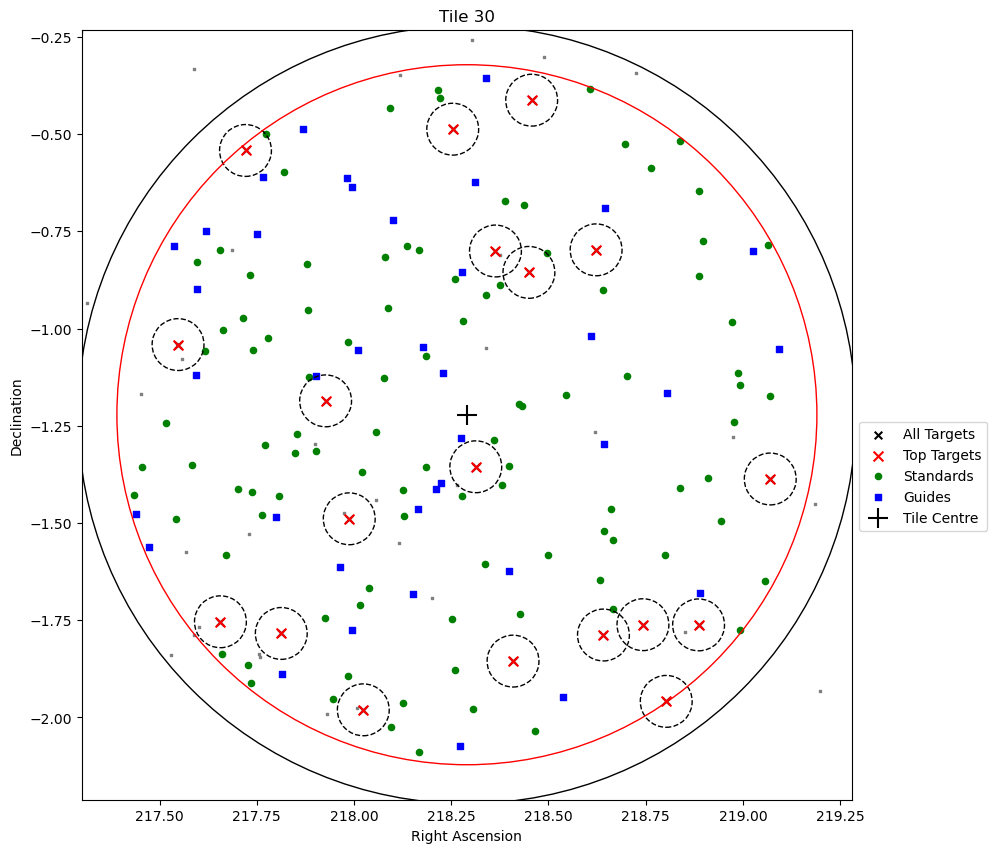 Tile 30
−0.25
−0.50
−0.75
−1.00
−1.25
−1.50
−1.75
−2.00
Declination
217.50 217.75 218.00 218.25 218.50 218.75 219.00 219.25
Right Ascension
All Targets
Top Targets
Standards
Guides
Tile Centre